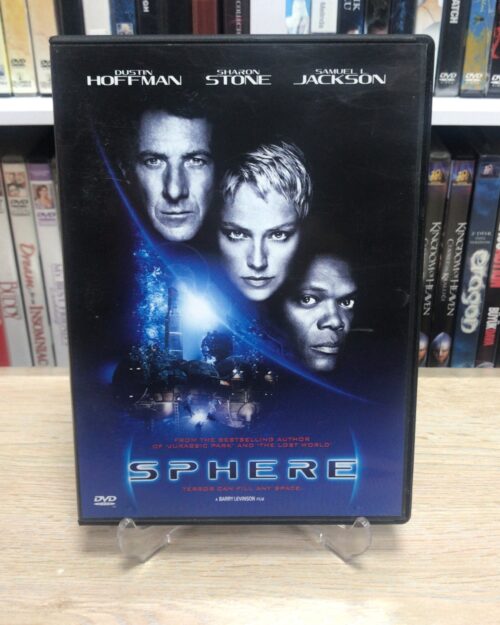 DUSTIN
HOFFMAN
SHARON
STONE
SAMUEL L
JACKSON
FROM THE BESTSELLING AUTHOR
OF 'JURASSIC PARK' AND 'THE LOST WORLD'
SPHERE
TERROR CAN FILL ANY SPACE...
A BARRY LEVINSON FILM
DVD
KINGDOM OF HEAVEN
KINGDOM OF HEAVEN
eragon
INSOMNIAC
DVD
DVD